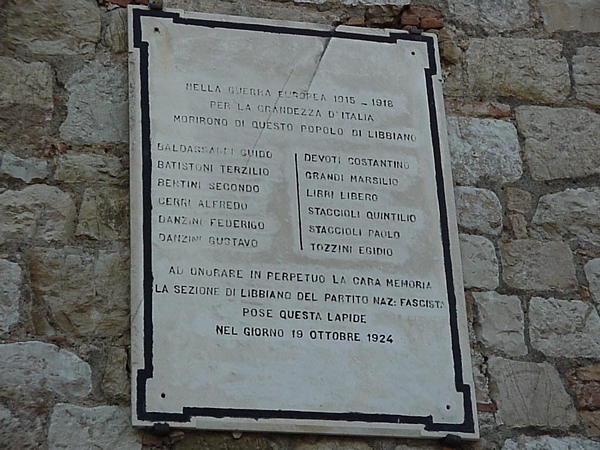 NELLA GUERRA EUROPEA 1915 - 1918
PER LA GRANDEZZA D'ITALIA
MORIRONO DI QUESTO POPOLO DI LIBBIANO
BALDASSARRI GUIDO
BATISTONI TERZILIO
BERTINI SECONDO
CERRI ALFREDO
DANZINI FEDERIGO
DANZINI GUSTAVO
DEVOTI COSTANTINO
GRANDI MARSILIO
LIBRI LIBERO
STACCIOLI QUINTILIO
STACCIOLI PAOLO
TOZZINI EGIDIO
AD ONORARE IN PERPETUO LA CARA MEMORIA
LA SEZIONE DI LIBBIANO DEL PARTITO NAZ: FASCISTA
POSE QUESTA LAPIDE
NEL GIORNO 19 OTTOBRE 1924